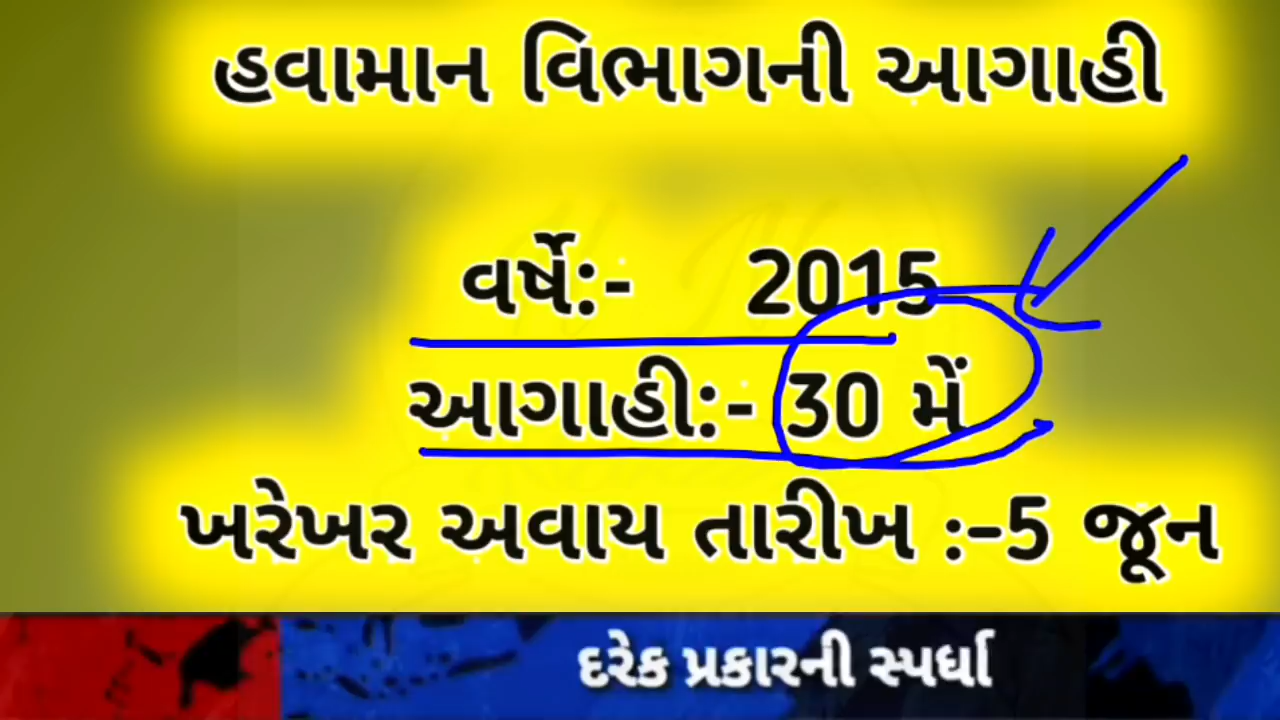 હવામાન વિભાગની આગાહી
વર્ષે:- 2015
આગાહી:- 30 મેં
ખરેખર અવાય તારીખ :-5 જૂન
દરેક પ્રકારની સ્પર્ધા